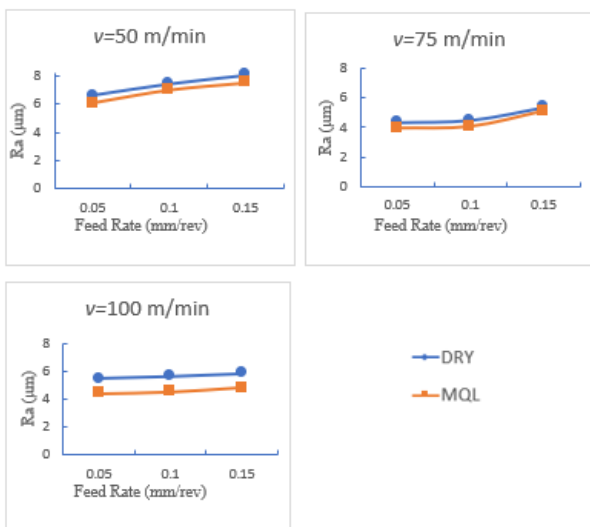 v=50 m/min
8
6
4
2
0
Ra (µm)
0.05 0.1 0.15
Feed Rate (mm/rev)
v=75 m/min
8
6
4
2
0
Ra (µm)
0.05 0.1 0.15
Feed Rate (mm/rev)
v=100 m/min
8
6
4
2
0
Ra (µm)
0.05 0.1 0.15
Feed Rate (mm/rev)
DRY
MQL